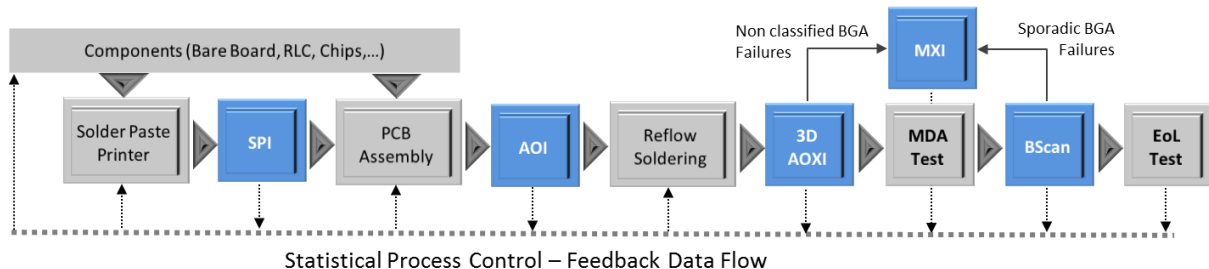 Components (Bare Board, RLC, Chips,...)
Non classified BGA
Failures
MXI
Sporadic BGA
Failures
Solder Paste
Printer
SPI
PCB
Assembly
AOI
Reflow
Soldering
3D
AOXI
MDA
Test
BScan
EoL
Test
Statistical Process Control – Feedback Data Flow